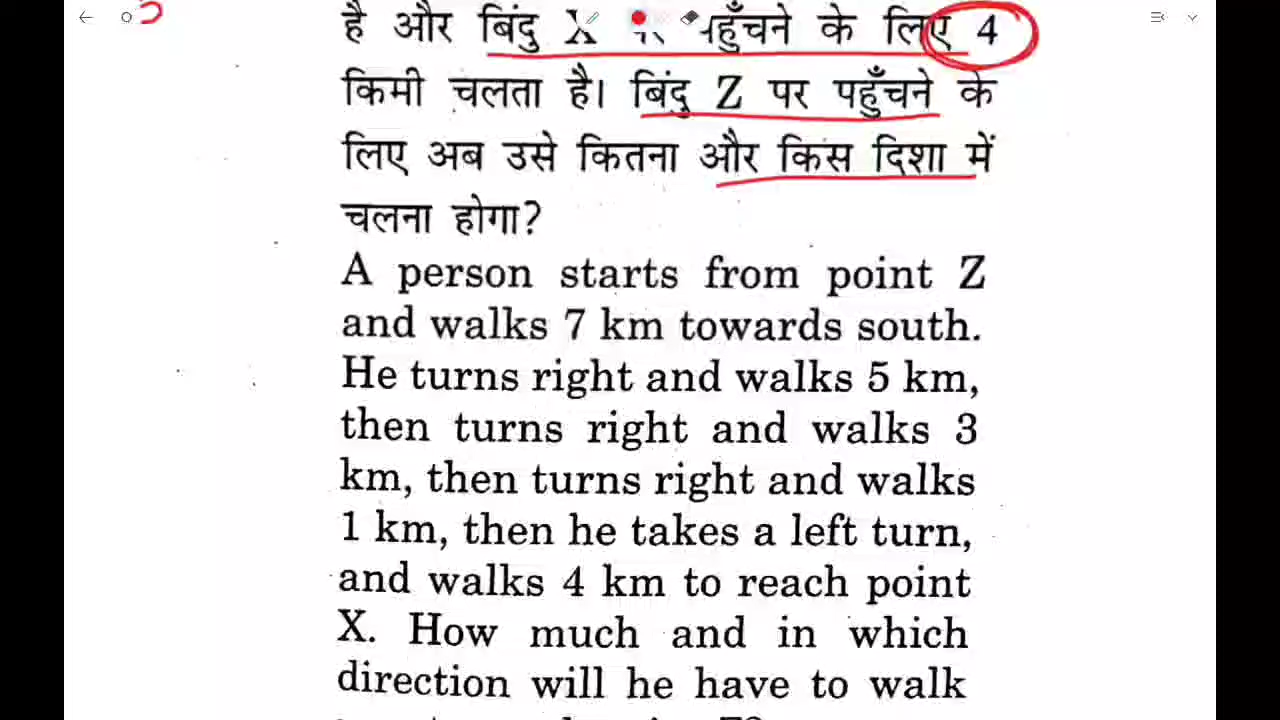 है और बिंदु X पहुँचने के लिए 4
किमी चलता है। बिंदु Z पर पहुँचने के
लिए अब उसे कितना और किस दिशा में
चलना होगा?
A person starts from point Z
and walks 7 km towards south.
He turns right and walks 5 km,
then turns right and walks 3
km, then turns right and walks
1 km, then he takes a left turn,
and walks 4 km to reach point
X. How much and in which
direction will he have to walk